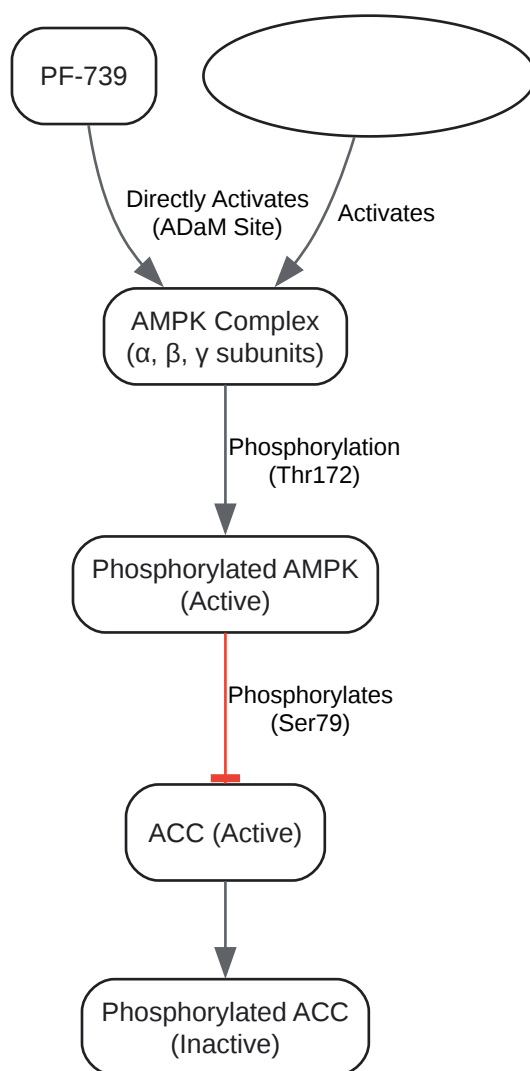 PF-739
Directly Activates
(ADaM Site)
Activates
AMPK Complex
(α, β, γ subunits)
Phosphorylation
(Thr172)
Phosphorylated AMPK
(Active)
Phosphorylates
(Ser79)
ACC (Active)
Phosphorylated ACC
(Inactive)